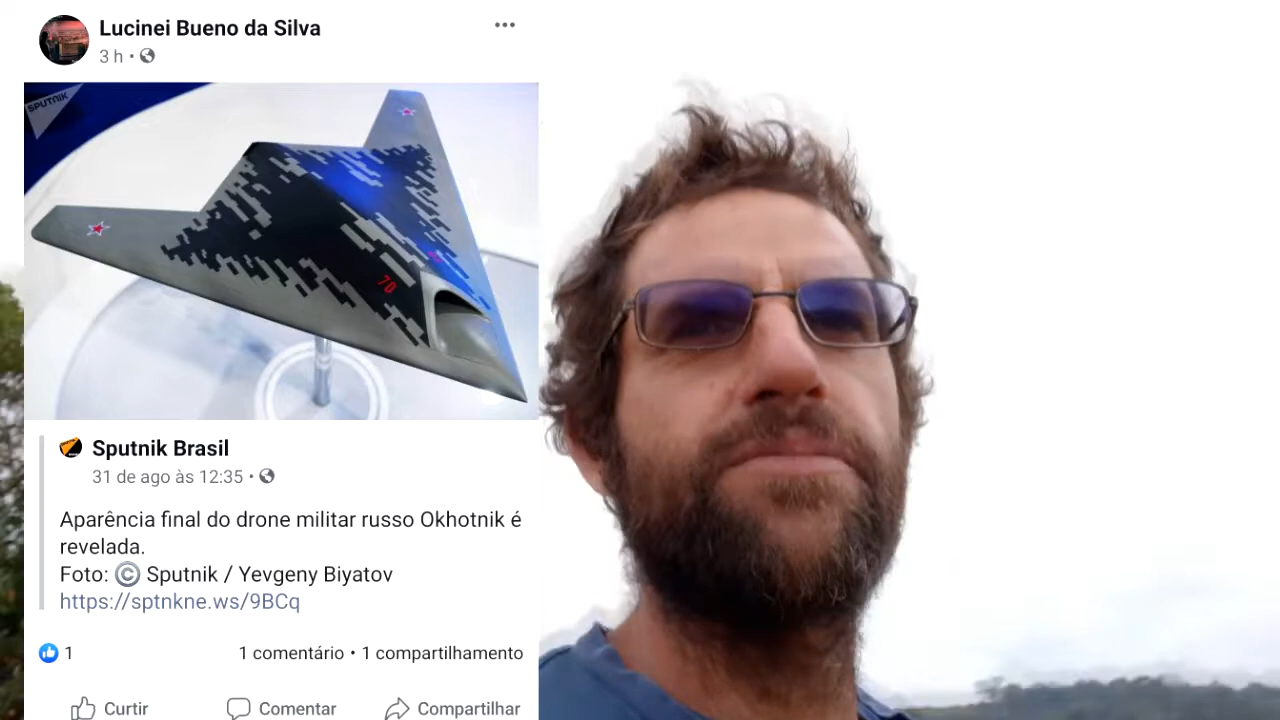 Lucinei Bueno da Silva
3 h •
SPUTNIK
70
Sputnik Brasil
31 de ago às 12:35 •
Aparência final do drone militar russo Okhotnik é
revelada.
Foto: © Sputnik / Yevgeny Biyatov
https://sptnkne.ws/9BCq
1
1 comentário • 1 compartilhamento
Curtir
Comentar
Compartilhar